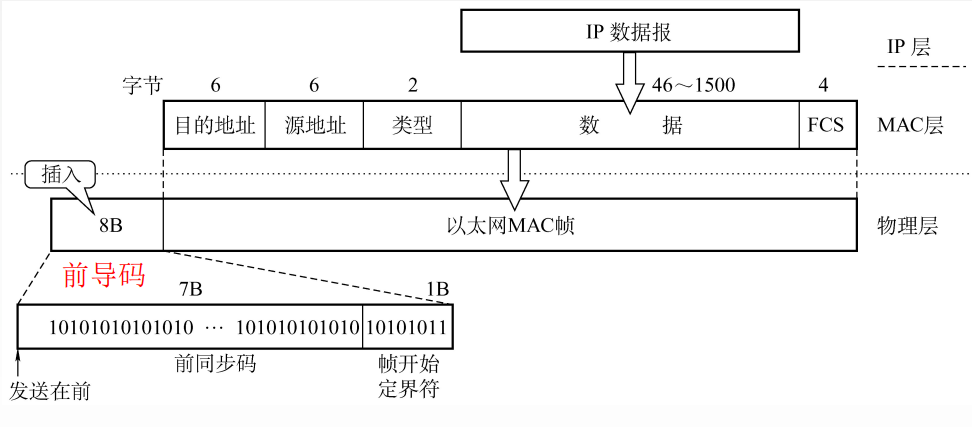 IP 数据报
IP 层
字节 6 6 2 46～1500 4
目的地址 源地址 类型 数 据 FCS MAC层
插入
8B 以太网MAC帧 物理层
前导码
7B 1B
10101010101010 … 101010101010 10101011
前同步码 帧开始
定界符
发送在前